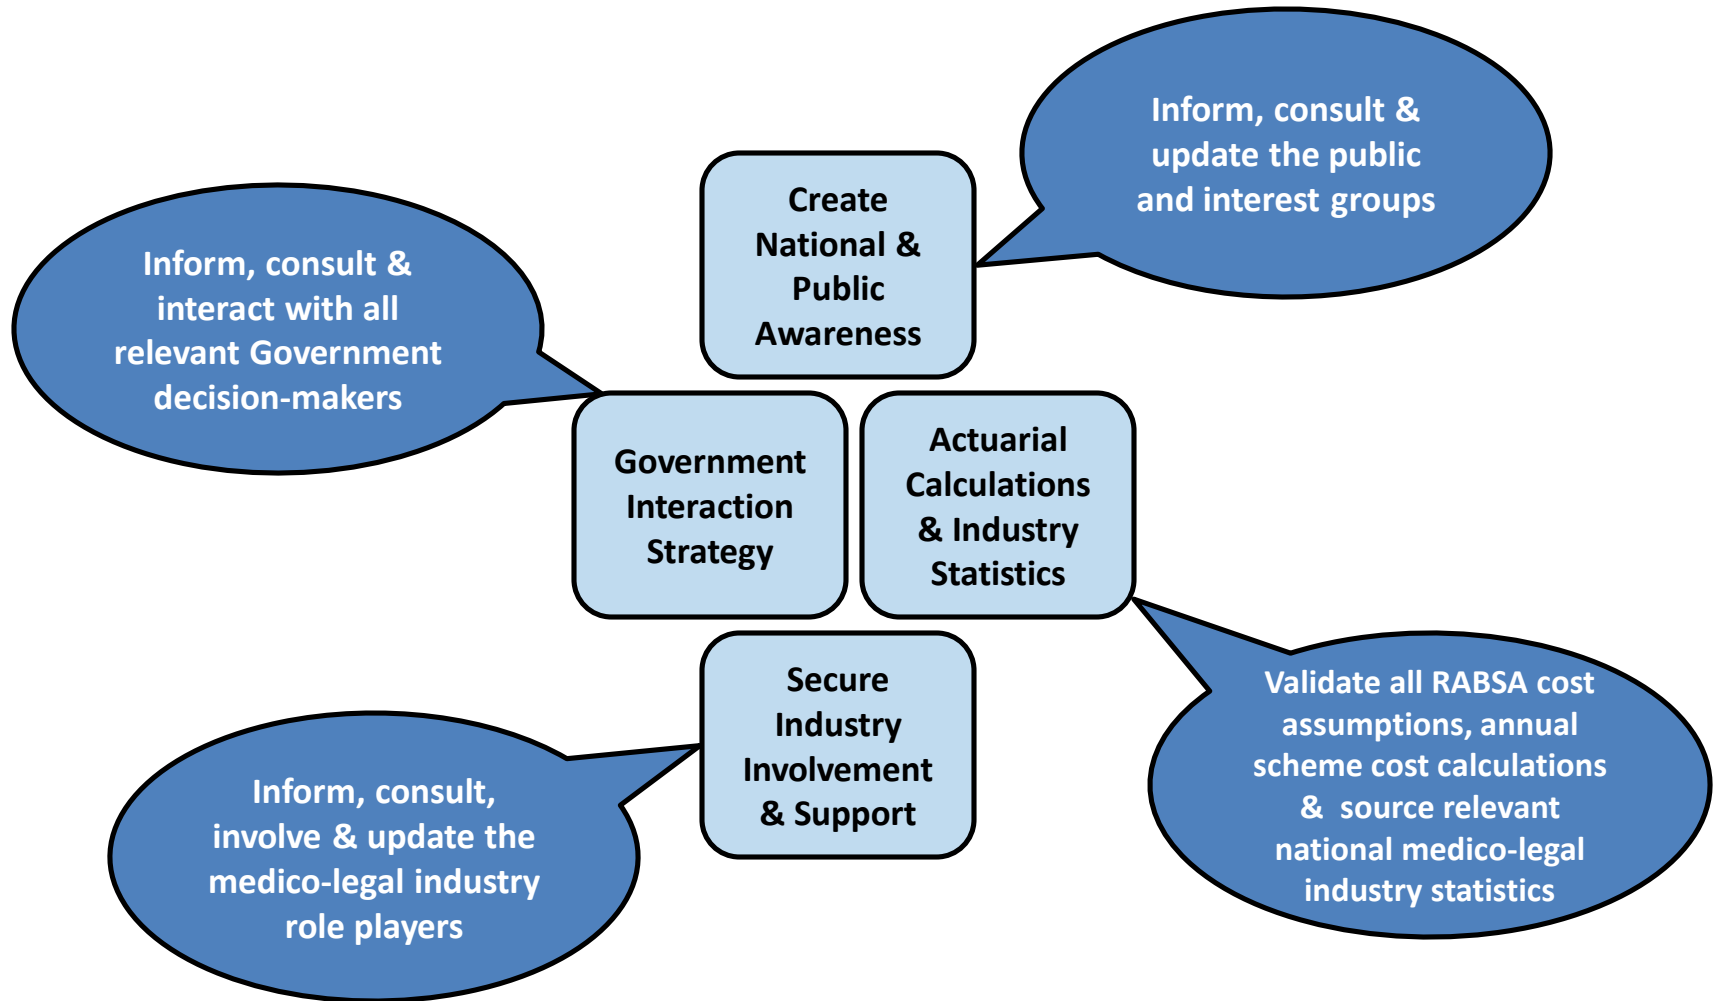 Inform, consult &
update the public
and interest groups
Create
National &
Public
Awareness
Inform, consult &
interact with all
relevant Government
decision-makers
Government
Interaction
Strategy
Actuarial
Calculations
& Industry
Statistics
Secure
Industry
Involvement
& Support
Validate all RABSA cost
assumptions, annual
scheme cost calculations
& source relevant
national medico-legal
industry statistics
Inform, consult,
involve & update the
medico-legal industry
role players